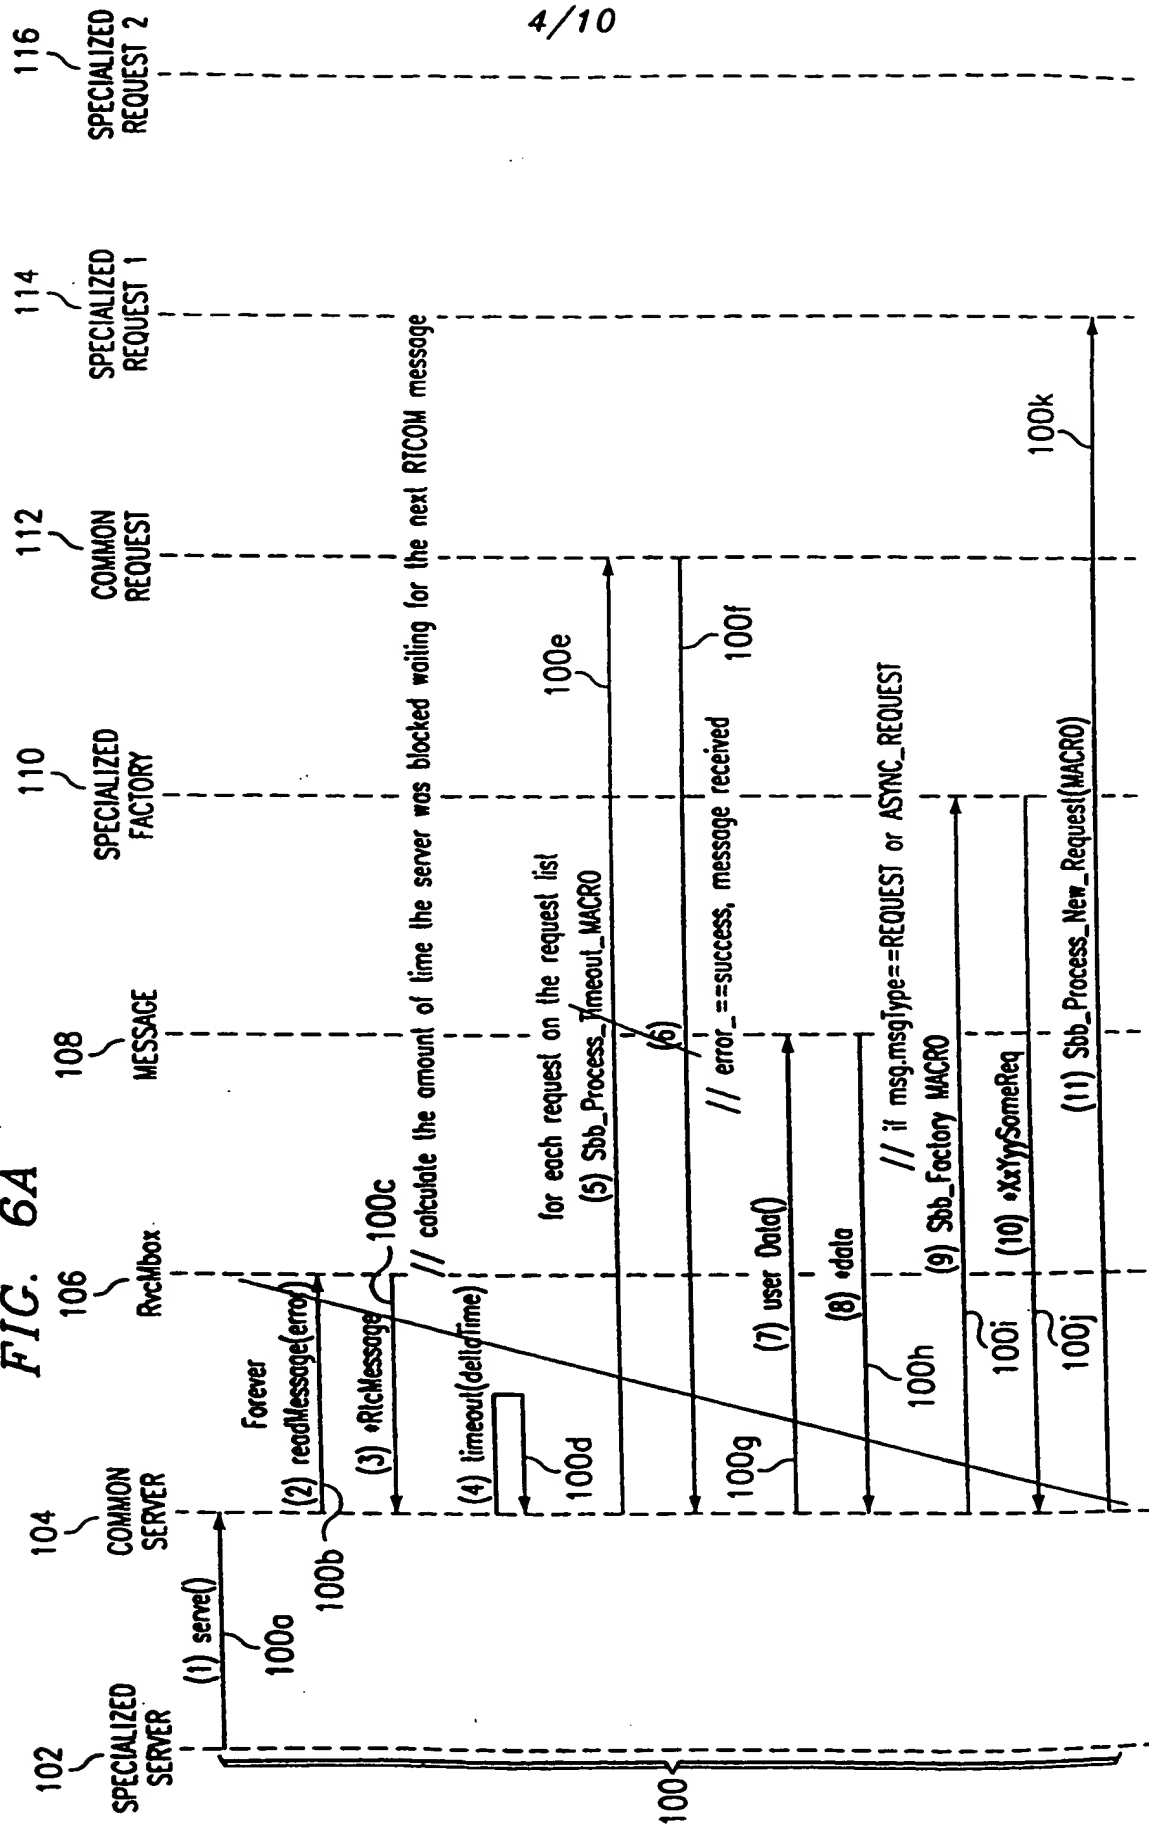 4/10
FIG. 6A
102
SPECIALIZED
SERVER
104
COMMON
SERVER
106
RvcMbox
108
MESSAGE
110
SPECIALIZED
FACTORY
112
COMMON
REQUEST
114
SPECIALIZED
REQUEST 1
116
SPECIALIZED
REQUEST 2
(1) serve()
100a
Forever
(2) readMessage(error)
100b
(3) *RtcMessage
100c
// calculate the amount of time the server was blocked waiting for the next RTCOM message
(4) timeout(deltaTime)
100d
for each request on the request list
(5) Sbb_Process_Timeout_MACRO
100e
(6)
100f
// error_==success, message received
(7) user Data()
100g
(8) *data
100h
// if msg.msgType==REQUEST or ASYNC_REQUEST
(9) Sbb_Factory MACRO
100i
(10) *XxYySomeReq
100j
(11) Sbb_Process_New_Request(MACRO)
100k
100